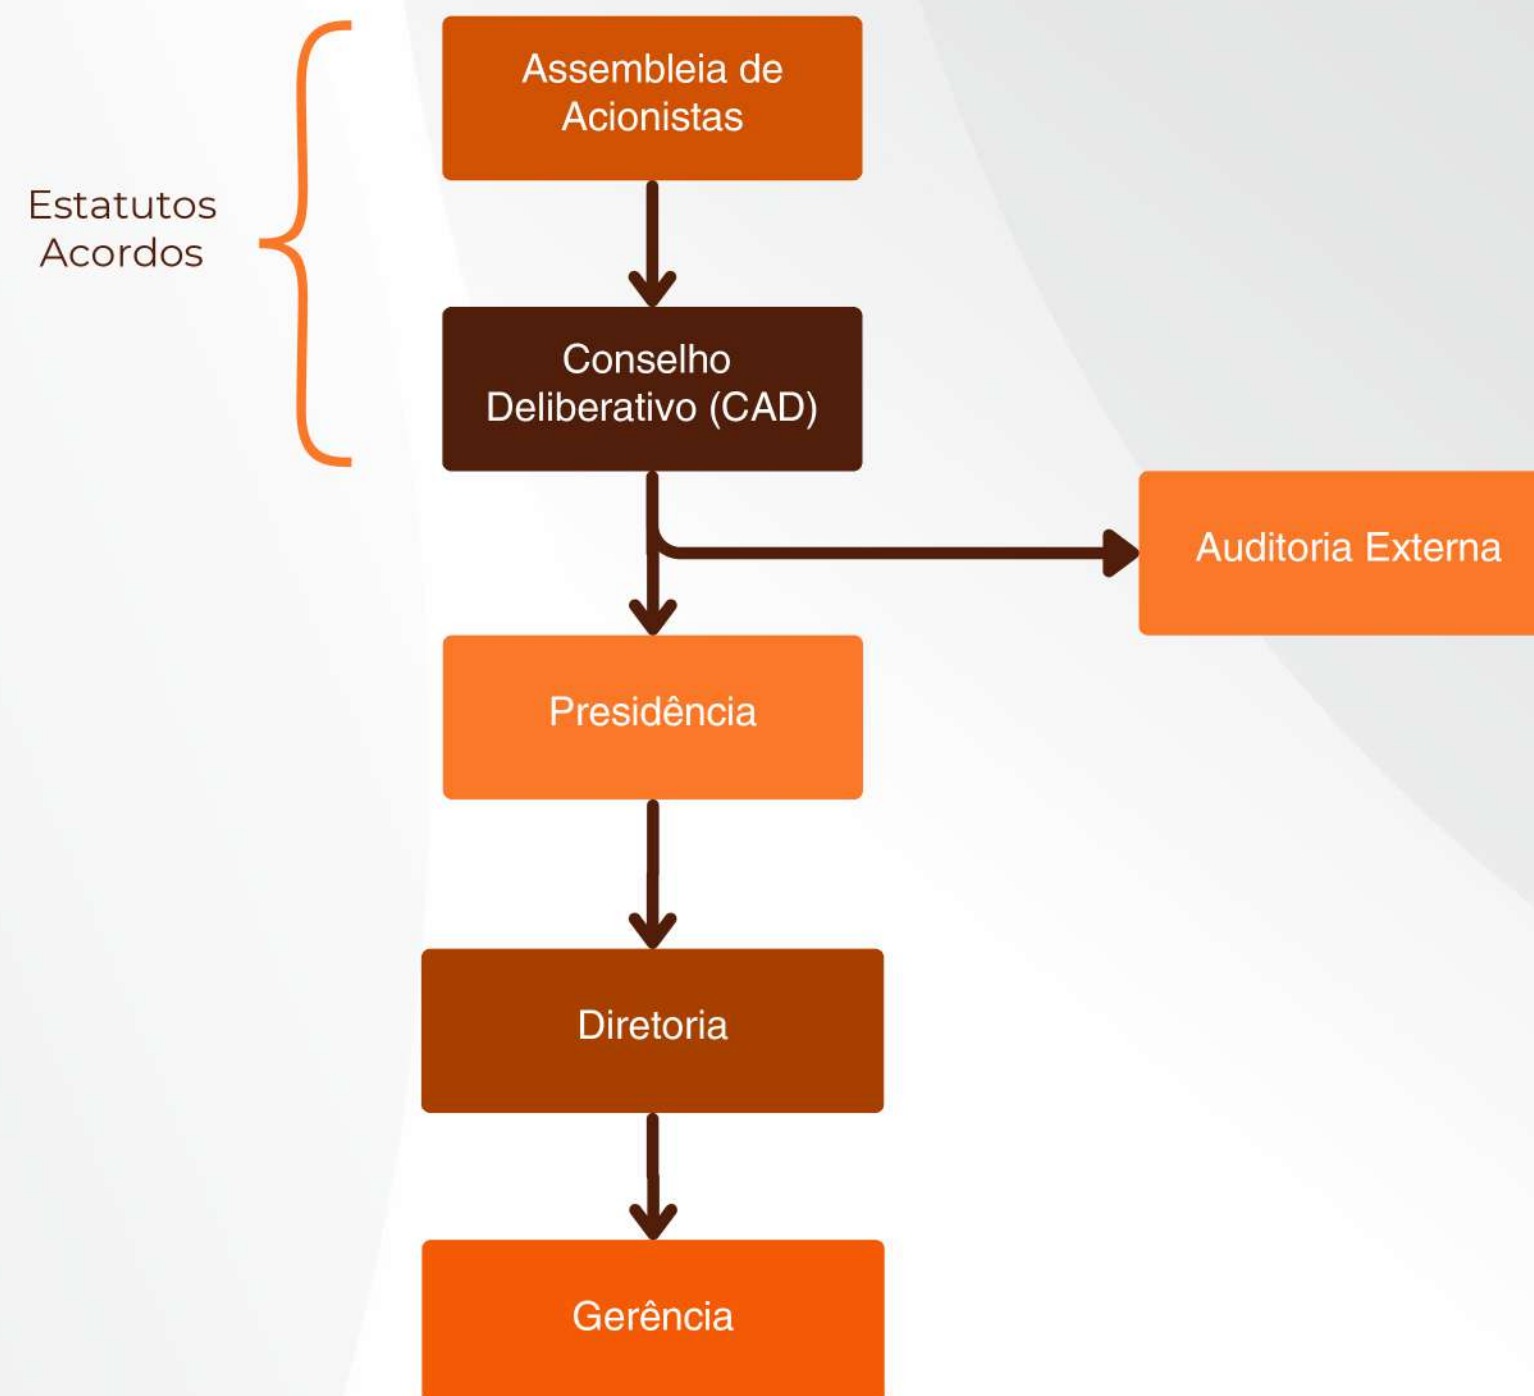 Assembleia de
Acionistas
Estatutos
Acordos
Conselho
Deliberativo (CAD)
Auditoria Externa
Presidência
Diretoria
Gerência